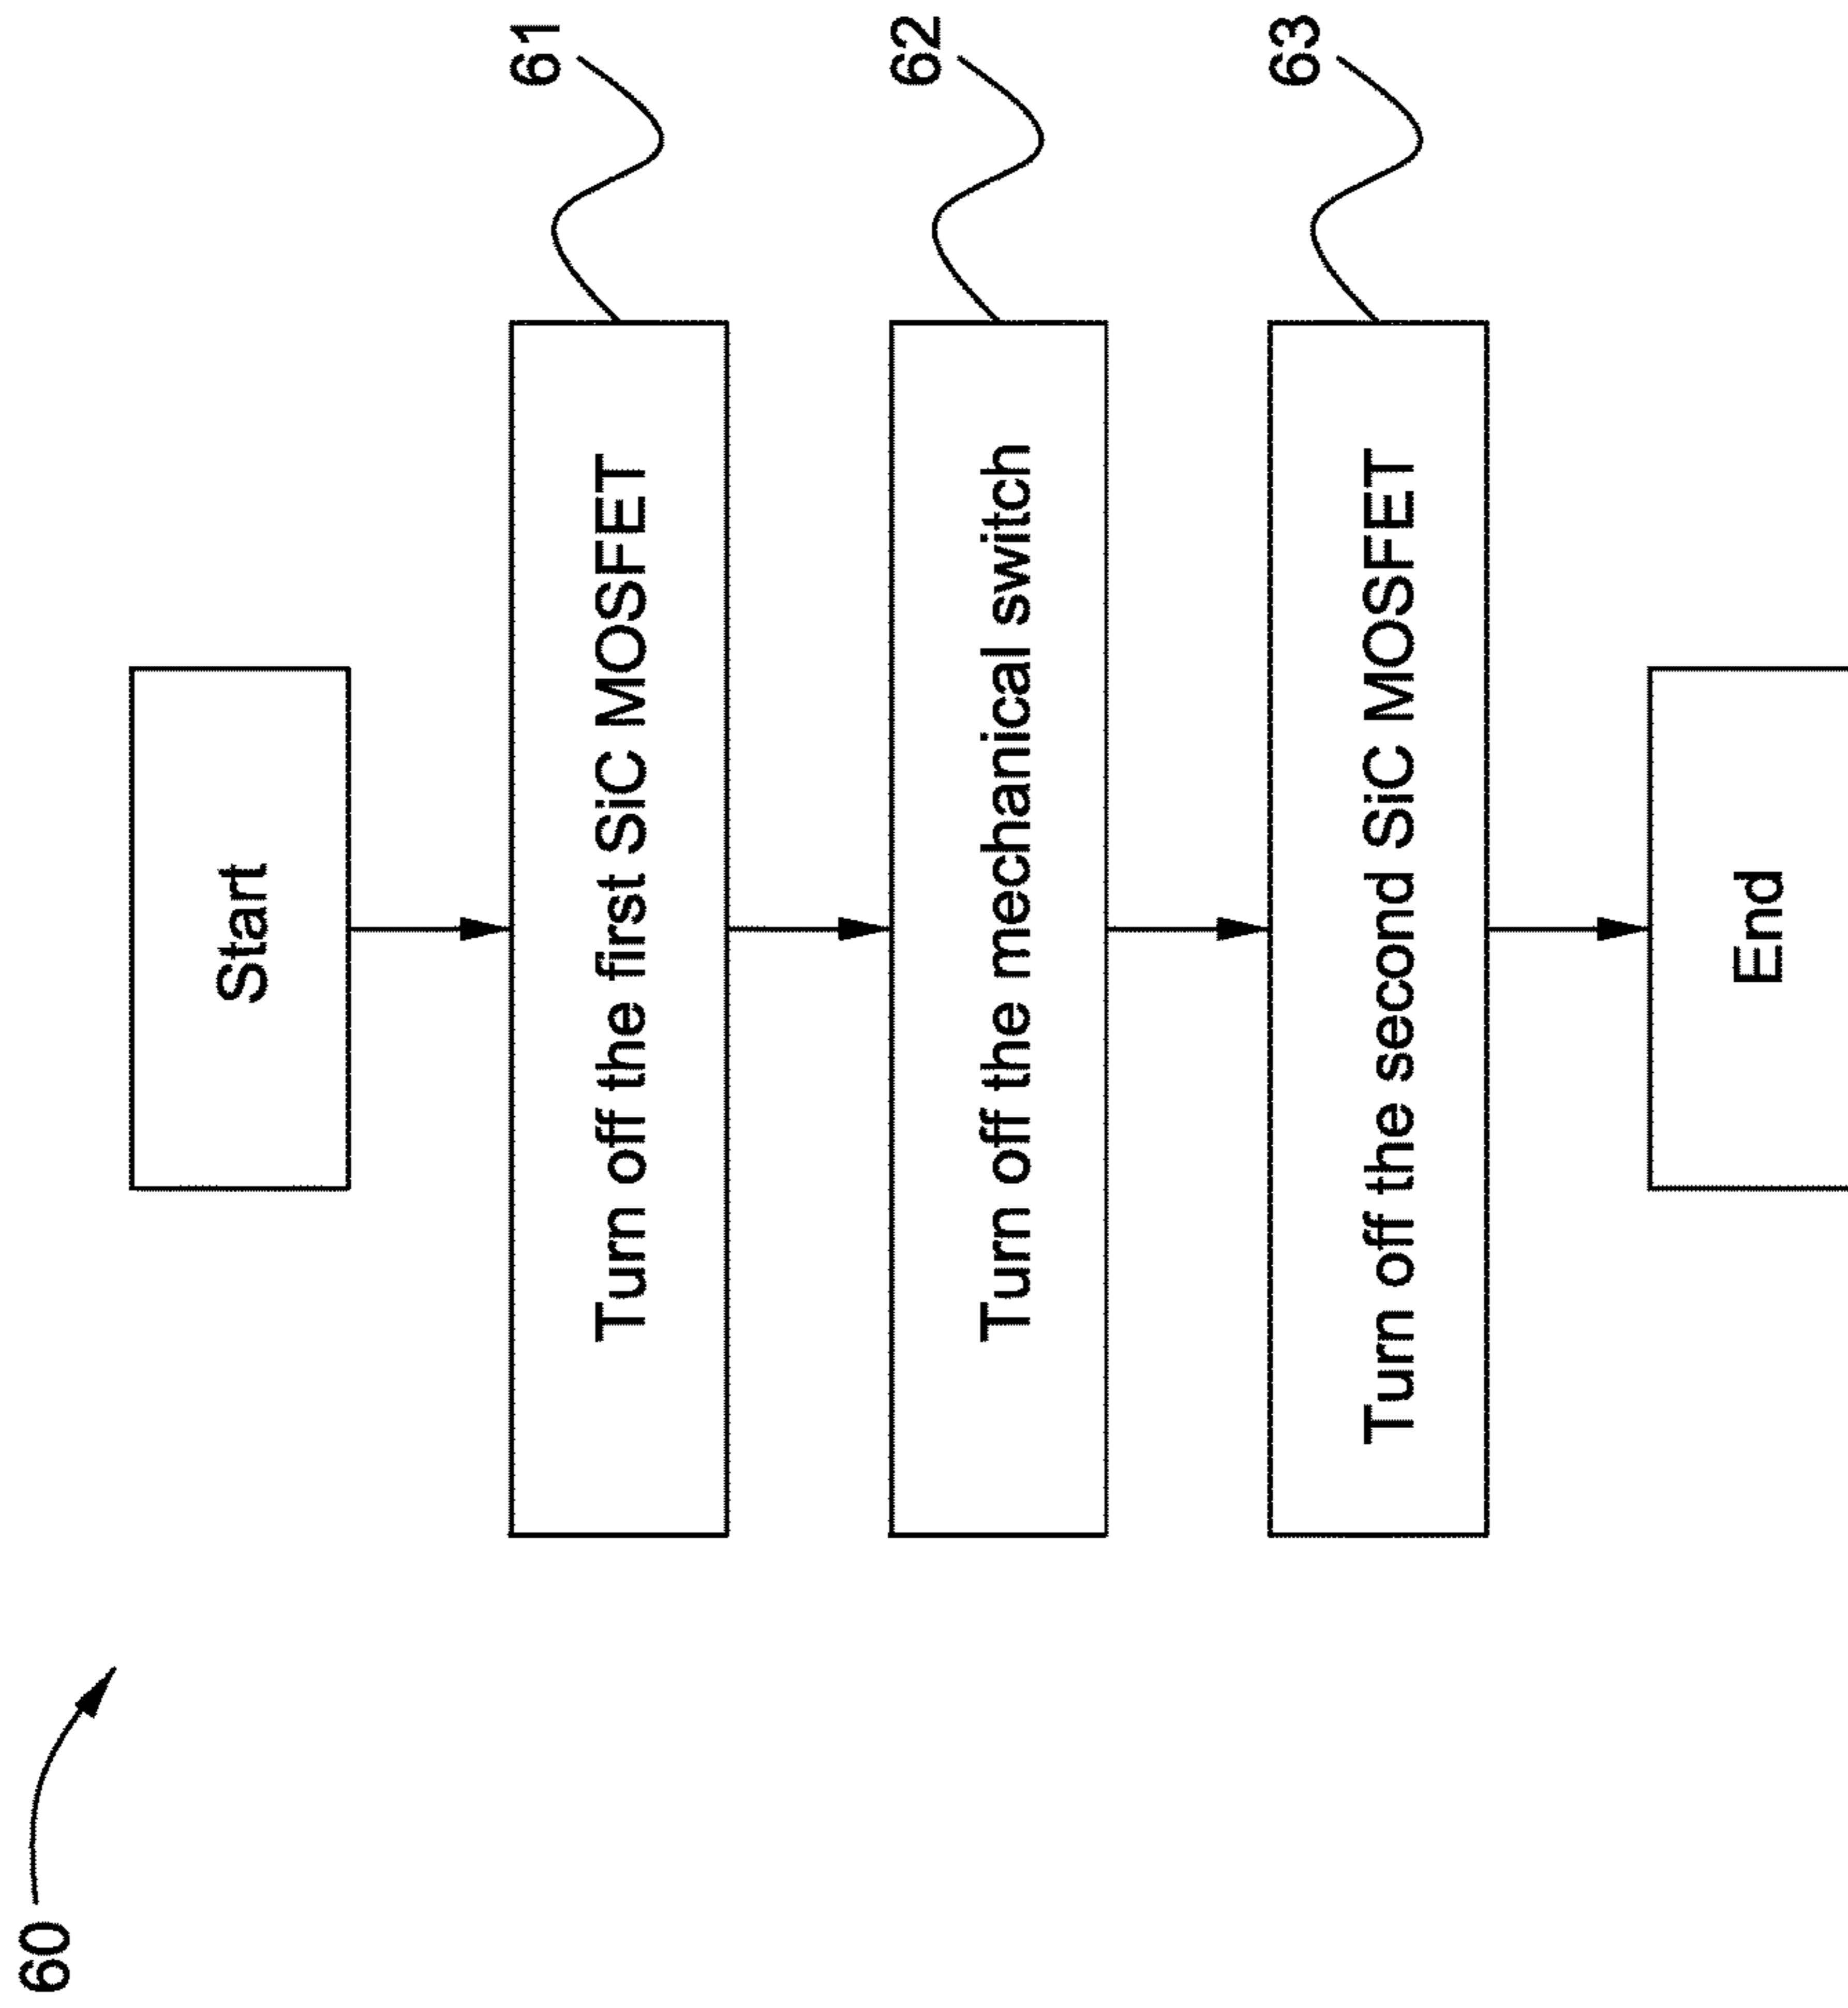 60
Start
Turn off the first SiC MOSFET
61
Turn off the mechanical switch
62
Turn off the second SiC MOSFET
63
End